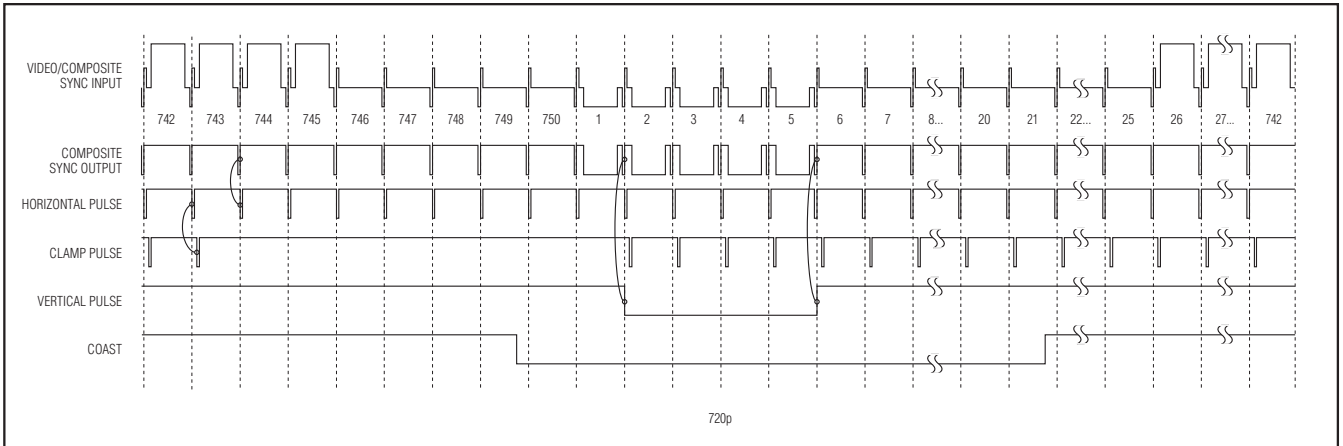 VIDEO/COMPOSITE
SYNC INPUT
742 743 744 745 746 747 748 749 750 1 2 3 4 5 6 7 8... 20 21 22... 25 26 27... 742
COMPOSITE
SYNC OUTPUT
HORIZONTAL PULSE
CLAMP PULSE
VERTICAL PULSE
COAST
720p